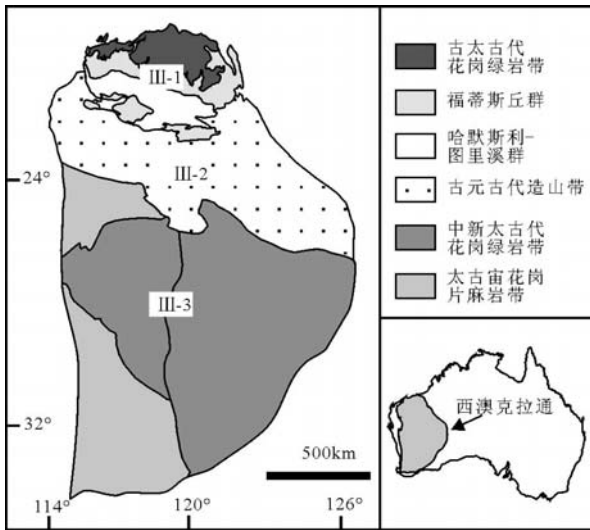 III-1
III-2
III-3
24°
32°
500km
114°
120°
126°
古太古代
花岗绿岩带
福蒂斯丘群
哈默斯利-
图里溪群
古元古代造山带
中新太古代
花岗绿岩带
太古宙花岗
片麻岩带
西澳克拉通